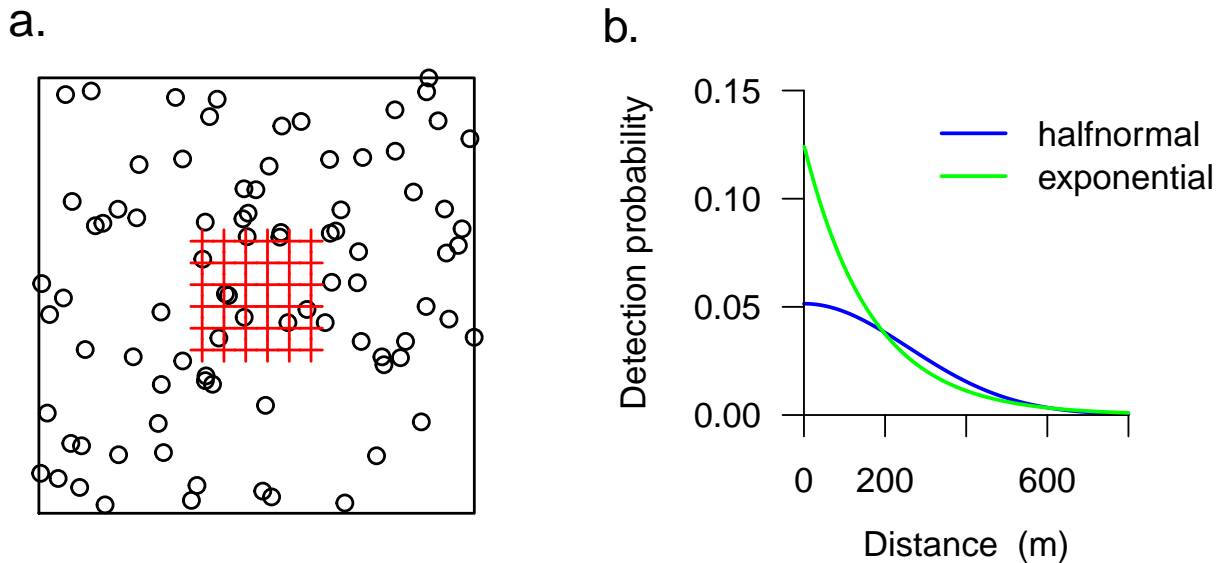 a.
b.
Detection probability
0.15
0.10
0.05
0.00
halfnormal
exponential
0 200 600
Distance (m)